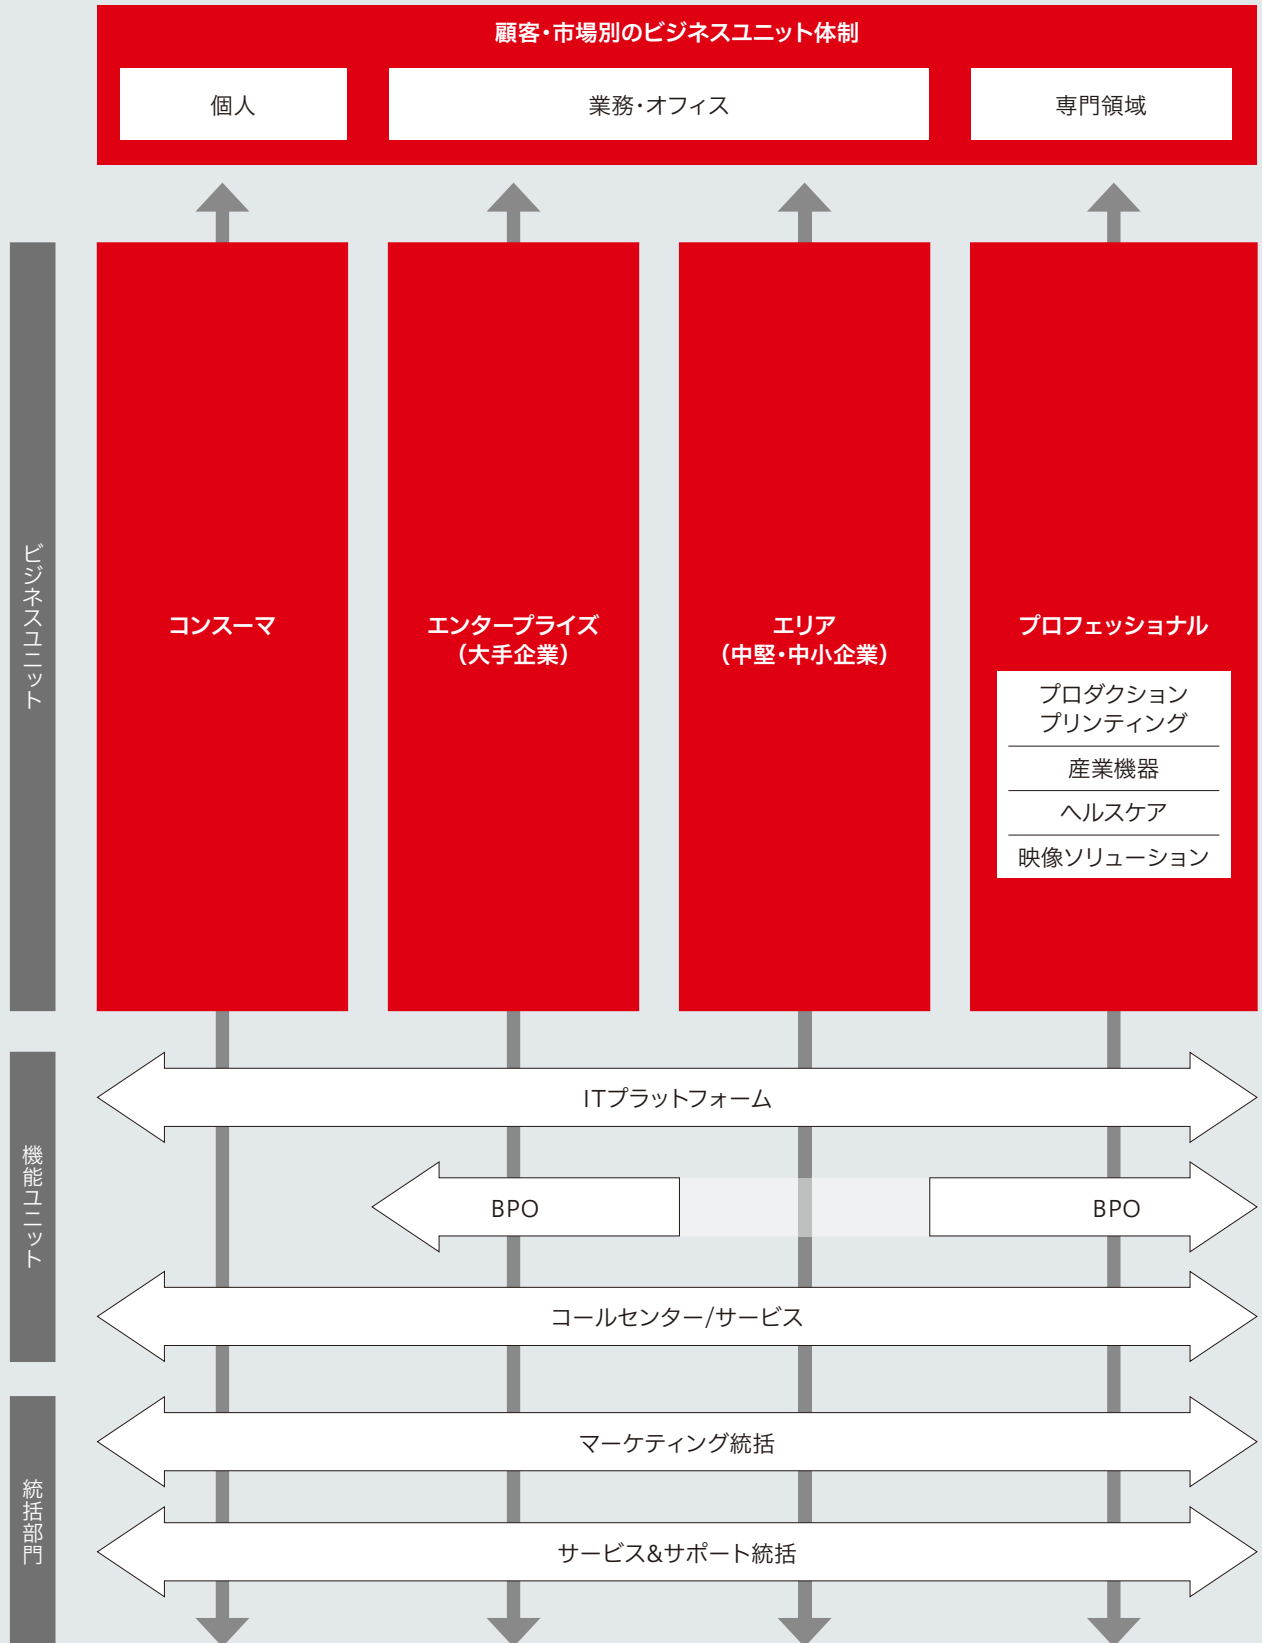 顧客・市場別のビジネスユニット体制
個人
業務・オフィス
専門領域
ビジネスユニット
コンスーマ
エンタープライズ
（大手企業）
エリア
（中堅・中小企業）
プロフェッショナル
プロダクション
プリンティング
産業機器
ヘルスケア
映像ソリューション
機能ユニット
ITプラットフォーム
BPO
BPO
コールセンター/サービス
統括部門
マーケティング統括
サービス&サポート統括